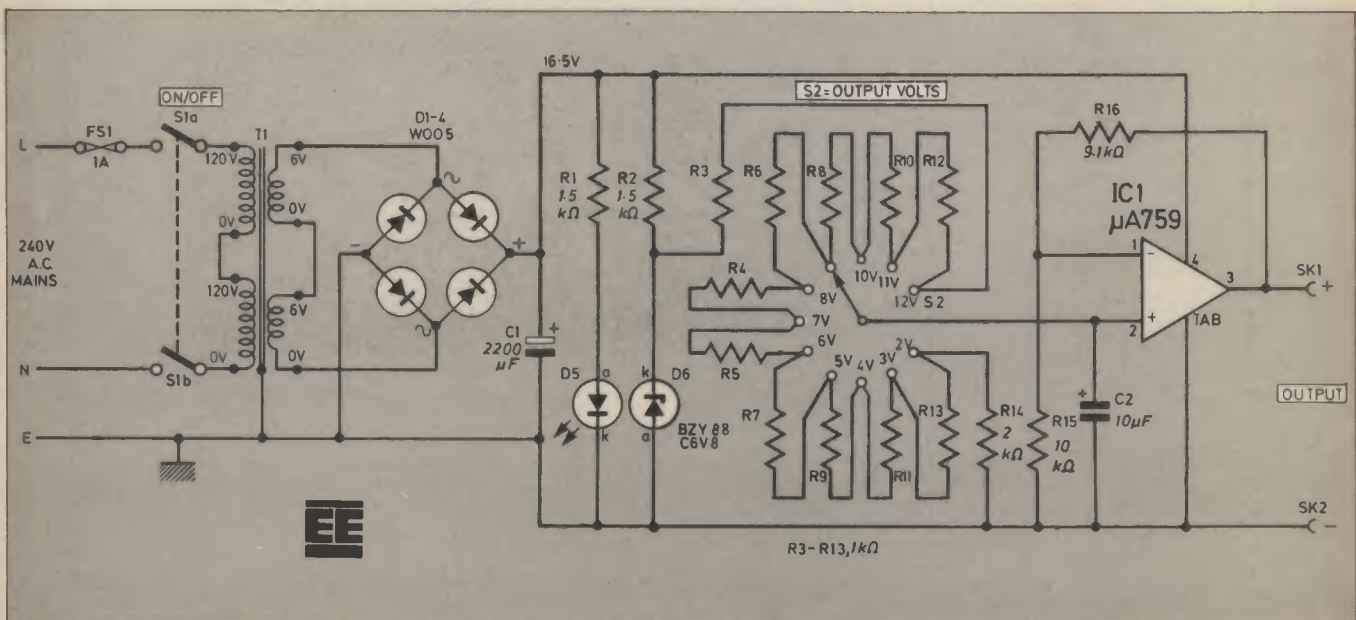 L
FS1
1A
ON/OFF
S1a
120V
0V
120V
0V
S1b
T1
6V
0V
6V
0V
240V
A.C.
MAINS
N
E
D1-4
W005
~
-
+
~
16·5V
+
C1
2200
µF
R1
1.5
kΩ
R2
1.5
kΩ
D5
a
k
k
D6
a
BZY 88
C6V8
EE
S2= OUTPUT VOLTS
R3
R6
R8
R10
R12
R4
R5
8V
10V
11V
12V S2
7V
6V
5V
4V
3V
2V
R7
R9
R11
R13
R14
2
kΩ
R15
10
kΩ
R3-R13,1kΩ
R16
9.1kΩ
IC1
µA759
1
-
4
3
+
2
TAB
+
C2
10µF
SK1
+
OUTPUT
SK2
-